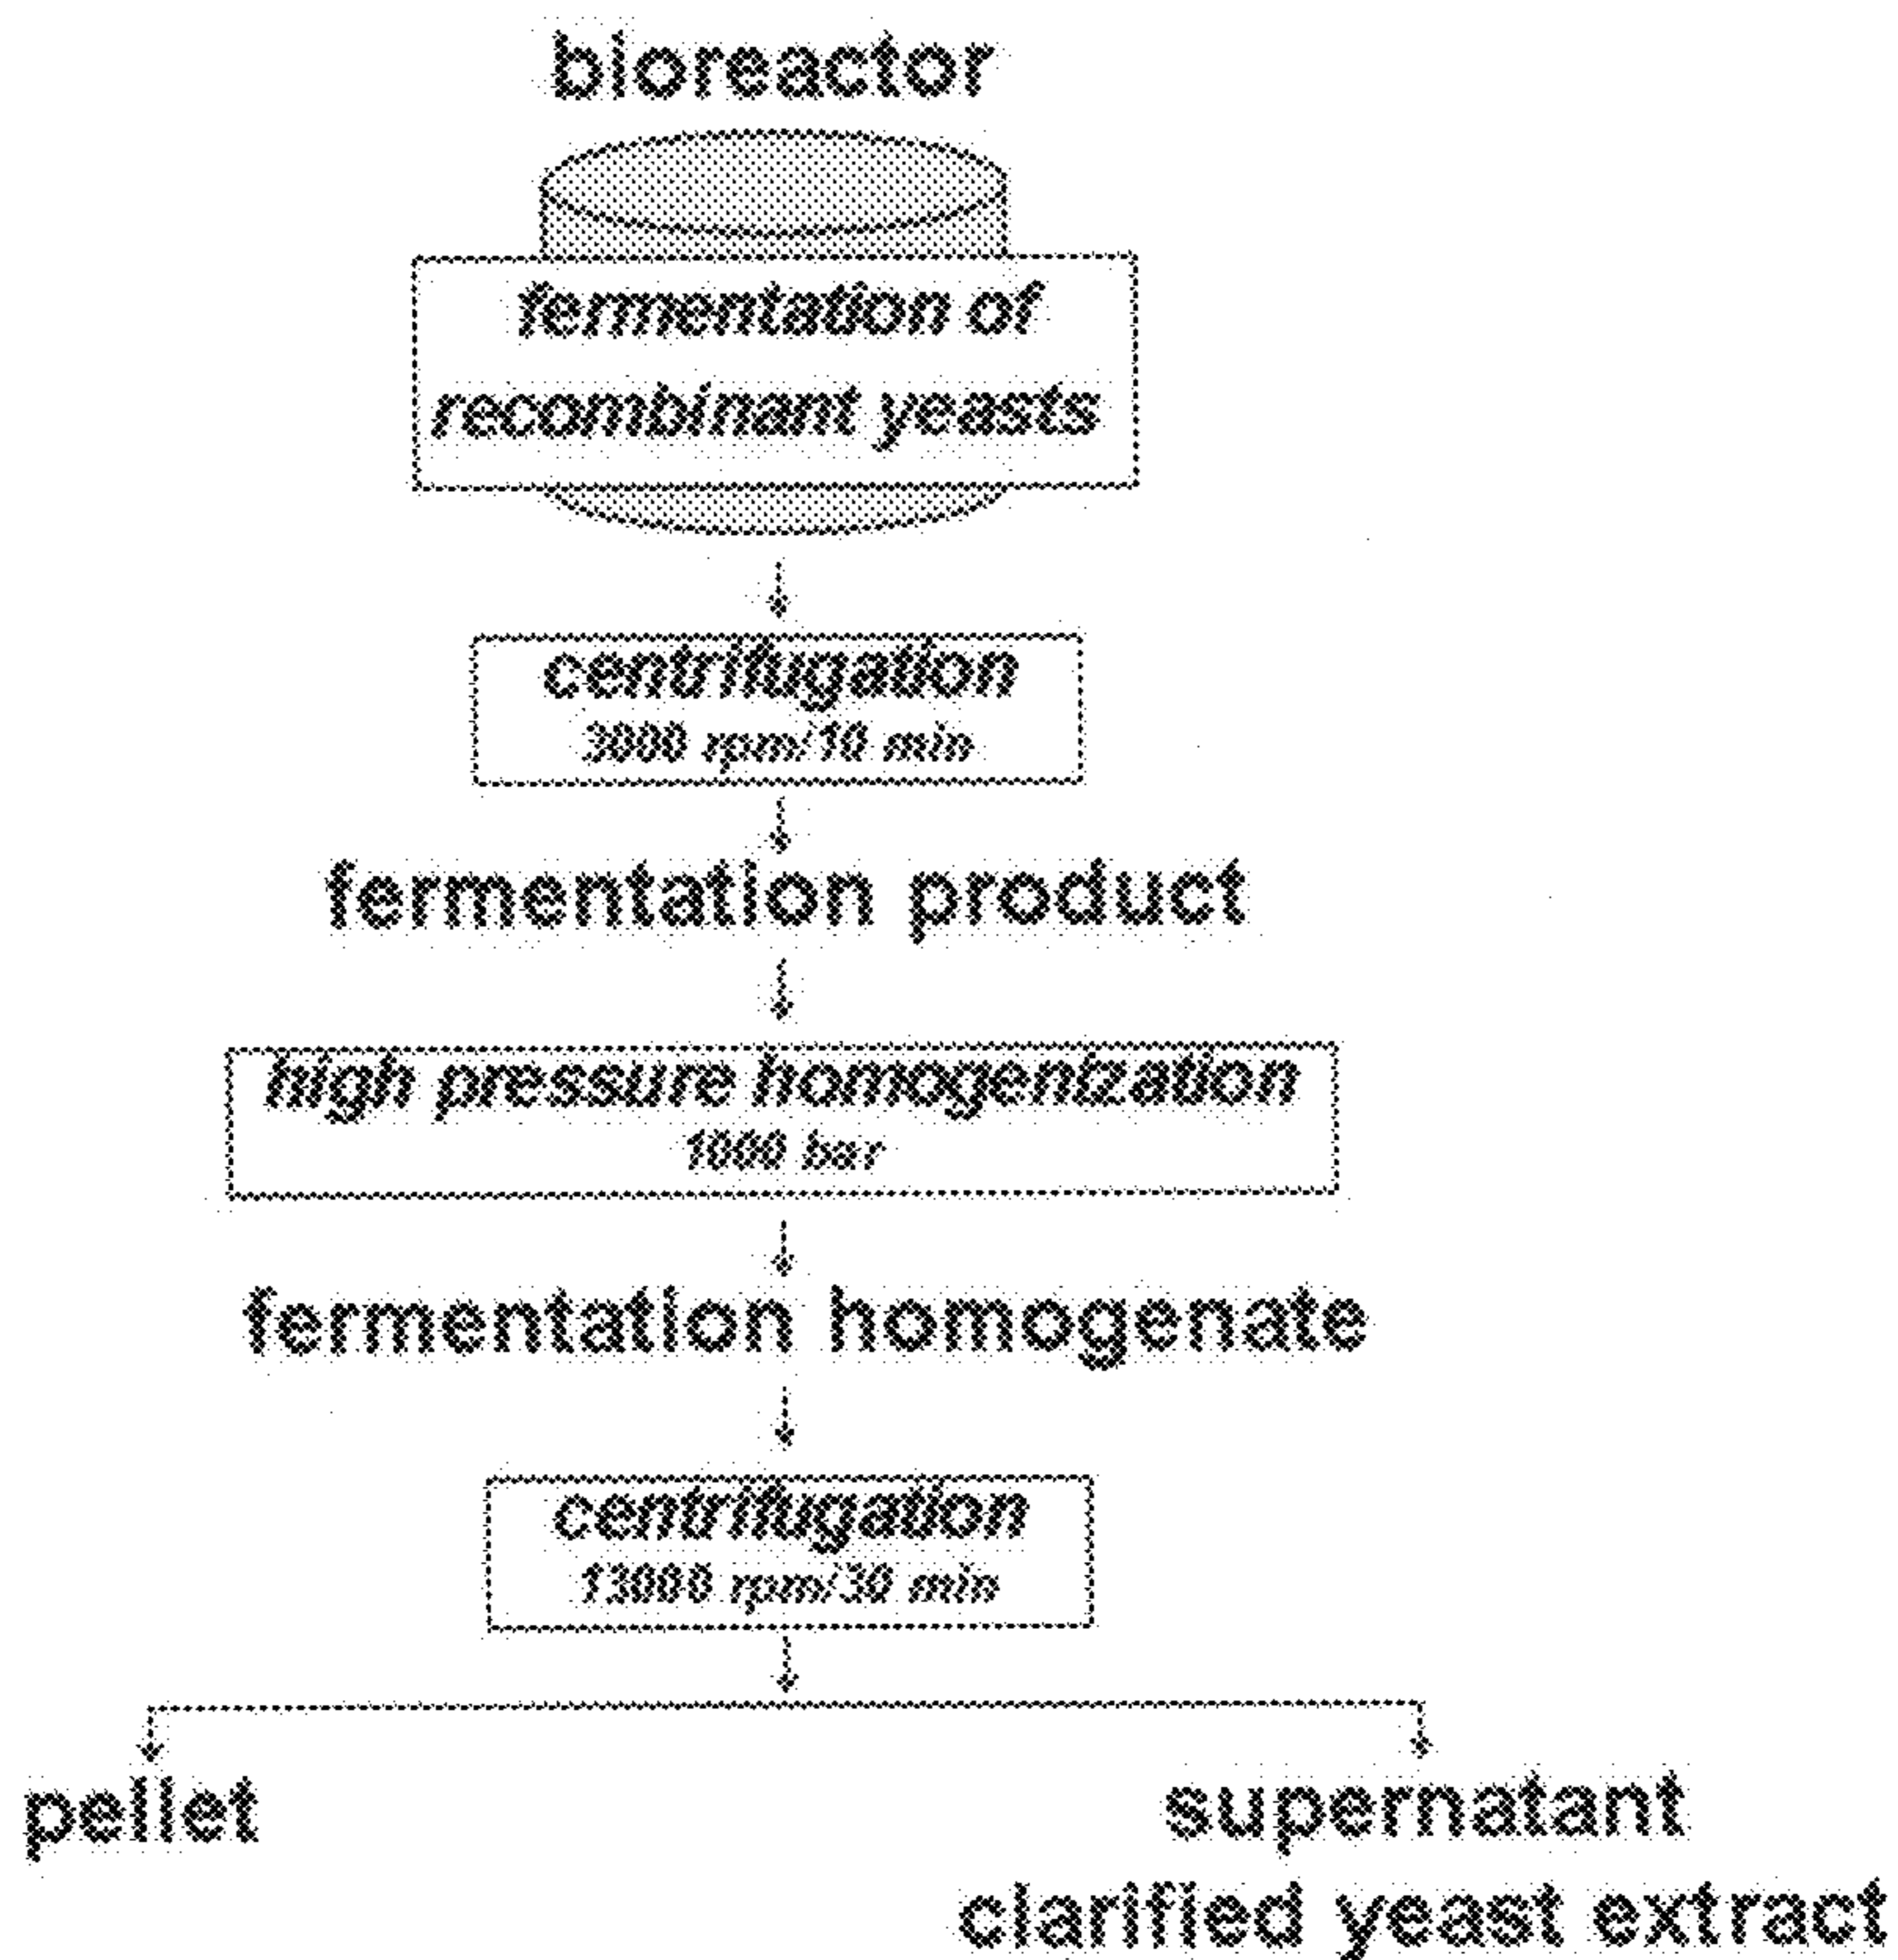 bioreactor
fermentation of
recombinant yeasts
centrifugation
3000 rpm/10 min
fermentation product
high pressure homogenization
1000 bar
fermentation homogenate
centrifugation
13000 rpm/30 min
pellet
supernatant
clarified yeast extract